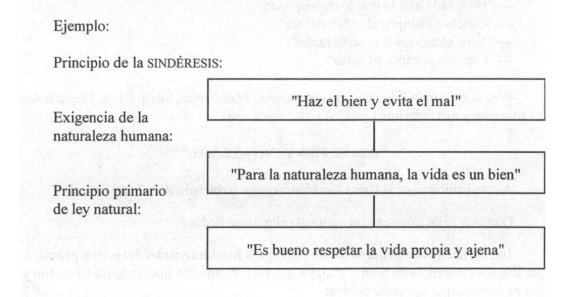 Ejemplo:
Principio de la SINDÉRESIS:
"Haz el bien y evita el mal"
Exigencia de la
naturaleza humana:
"Para la naturaleza humana, la vida es un bien"
Principio primario
de ley natural:
"Es bueno respetar la vida propia y ajena"